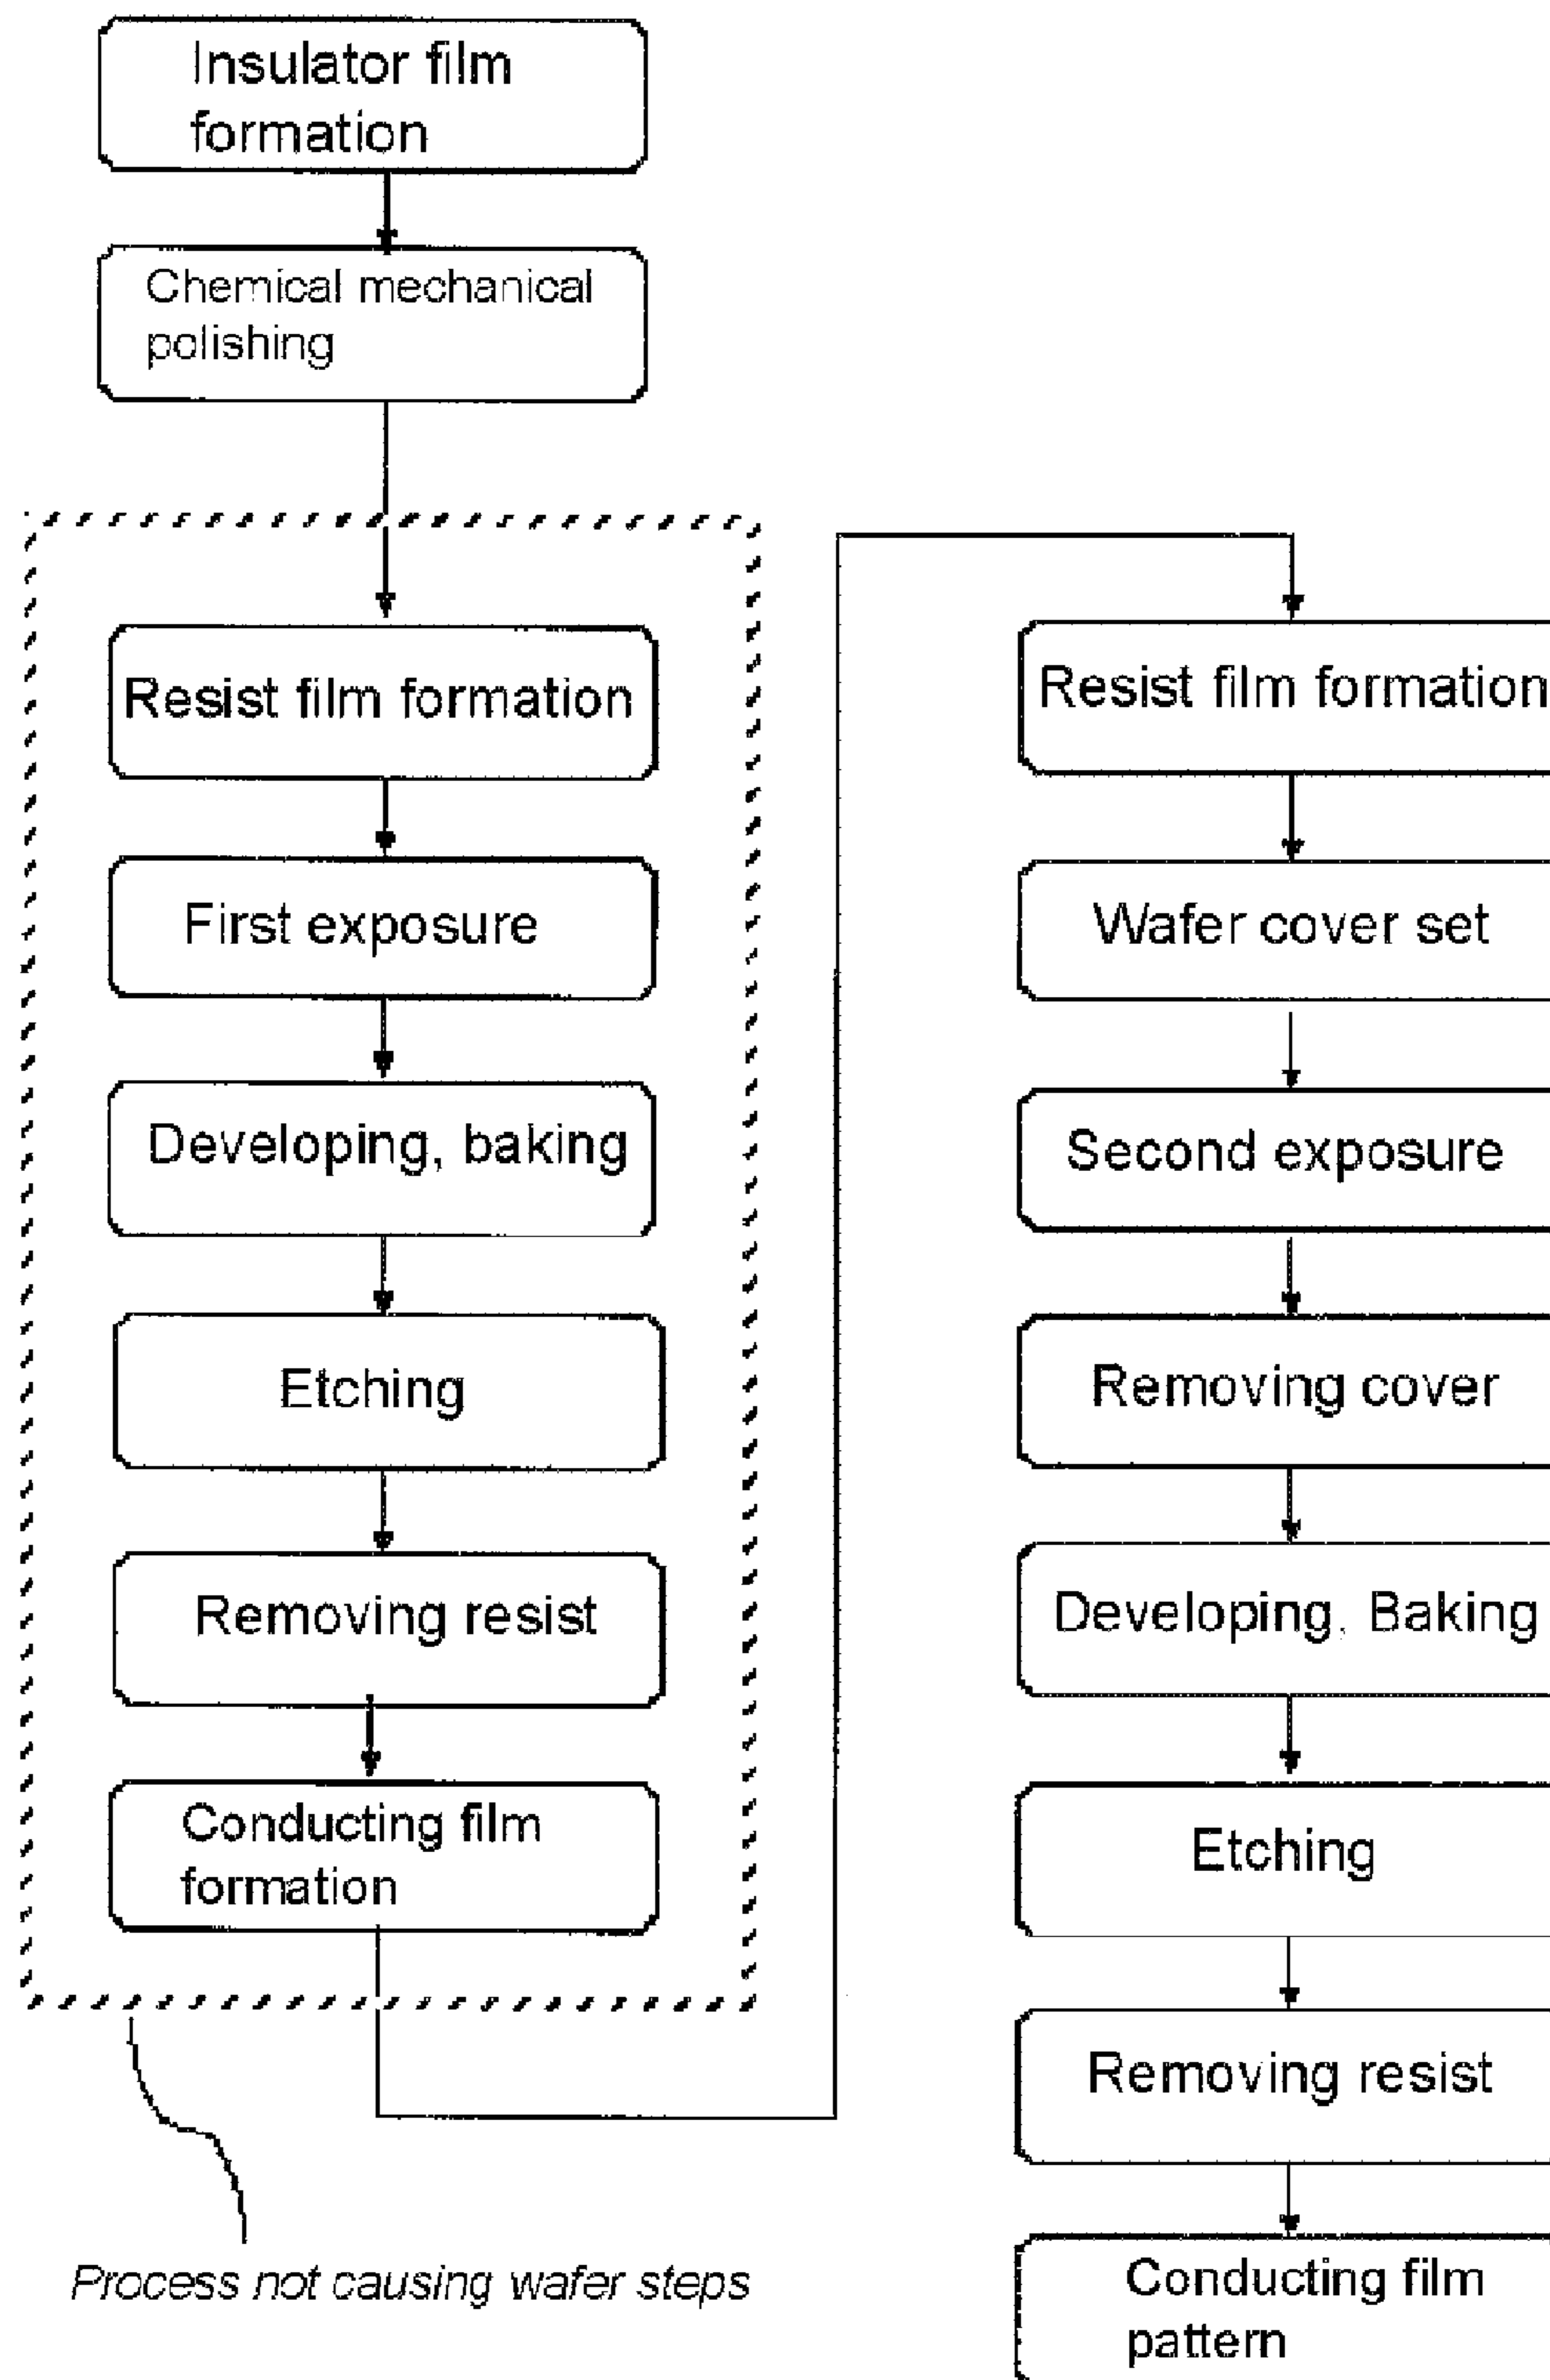 Insulator film
formation
Chemical mechanical
polishing
Resist film formation
First exposure
Developing, baking
Etching
Removing resist
Conducting film
formation
Process not causing wafer steps
Resist film formation
Wafer cover set
Second exposure
Removing cover
Developing, Baking
Etching
Removing resist
Conducting film
pattern